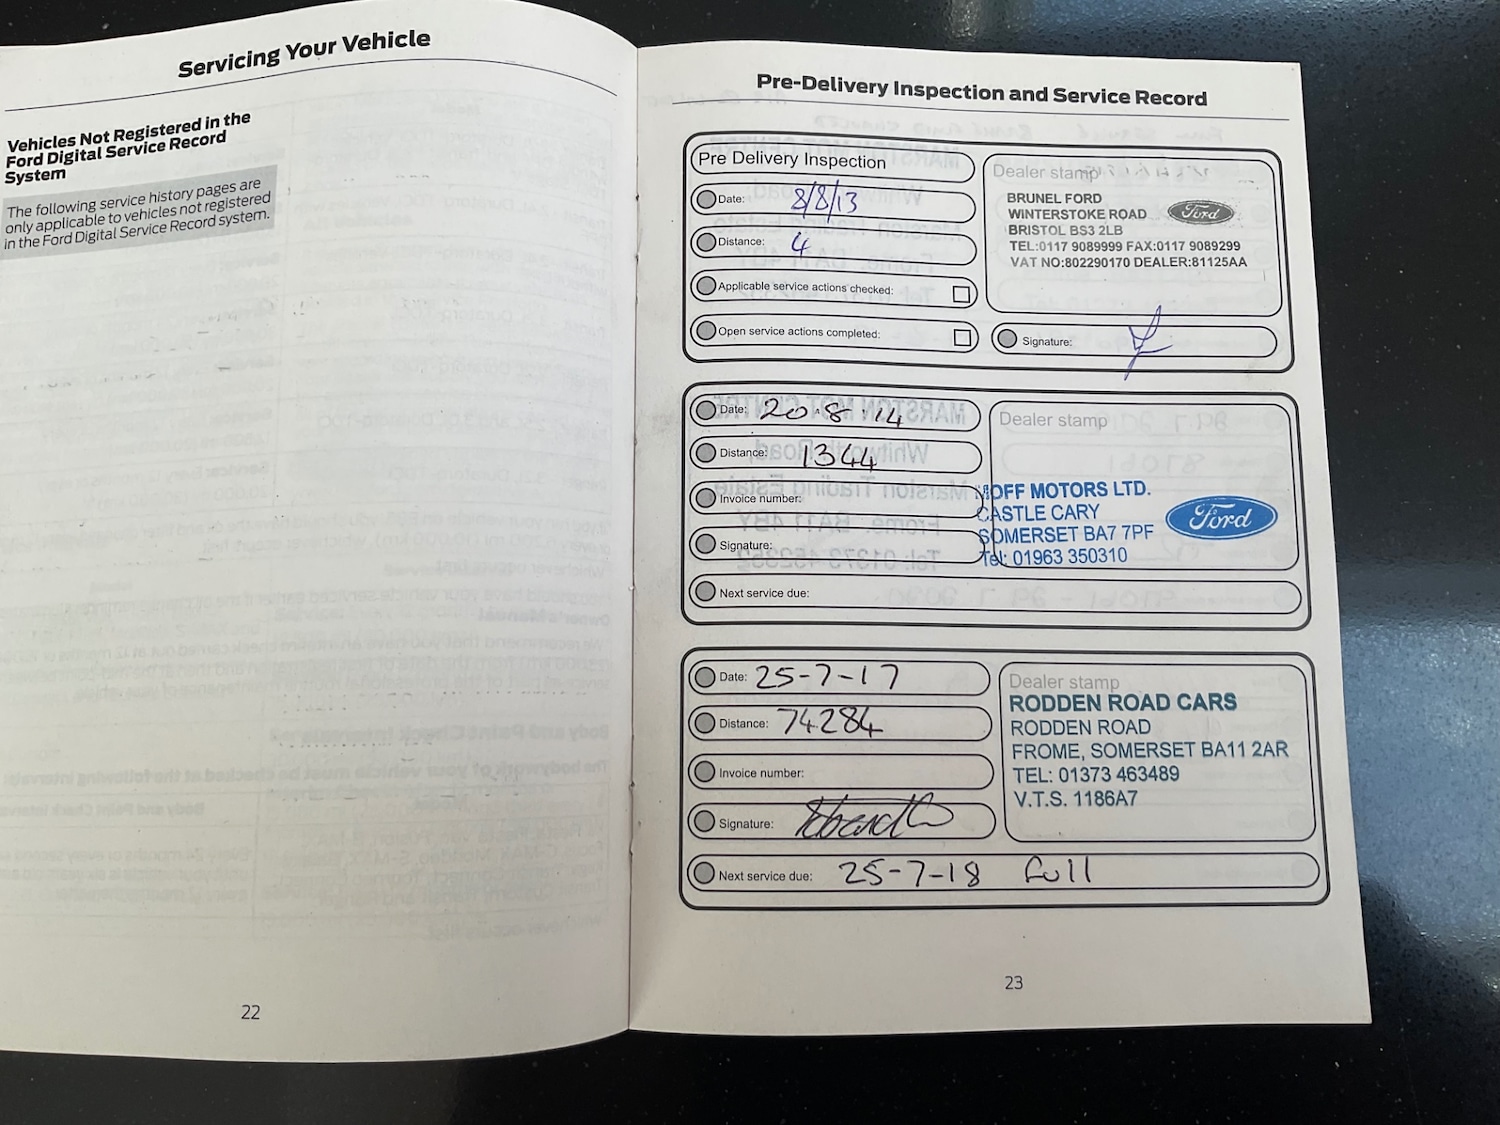 Servicing Your Vehicle
Vehicles Not Registered in the
Ford Digital Service Record
System
The following service history pages are
only applicable to vehicles not registered
in the Ford Digital Service Record system.
22
Pre-Delivery Inspection and Service Record
Pre Delivery Inspection
Date: 8/8/13
Distance: 4
Applicable service actions checked:
Open service actions completed:
Dealer stamp
BRUNEL FORD
WINTERSTOKE ROAD Ford
BRISTOL BS3 2LB
TEL:0117 9089999 FAX:0117 9089299
VAT NO:802290170 DEALER:81125AA
Signature:
Date: 20.8.14
Distance: 1344
Invoice number:
Signature:
Next service due:
Dealer stamp
MOFF MOTORS LTD.
CASTLE CARY
SOMERSET BA7 7PF
Tel: 01963 350310
Ford
Date: 25-7-17
Distance: 74284
Invoice number:
Signature:
Next service due: 25-7-18 full
Dealer stamp
RODDEN ROAD CARS
RODDEN ROAD
FROME, SOMERSET BA11 2AR
TEL: 01373 463489
V.T.S. 1186A7
23